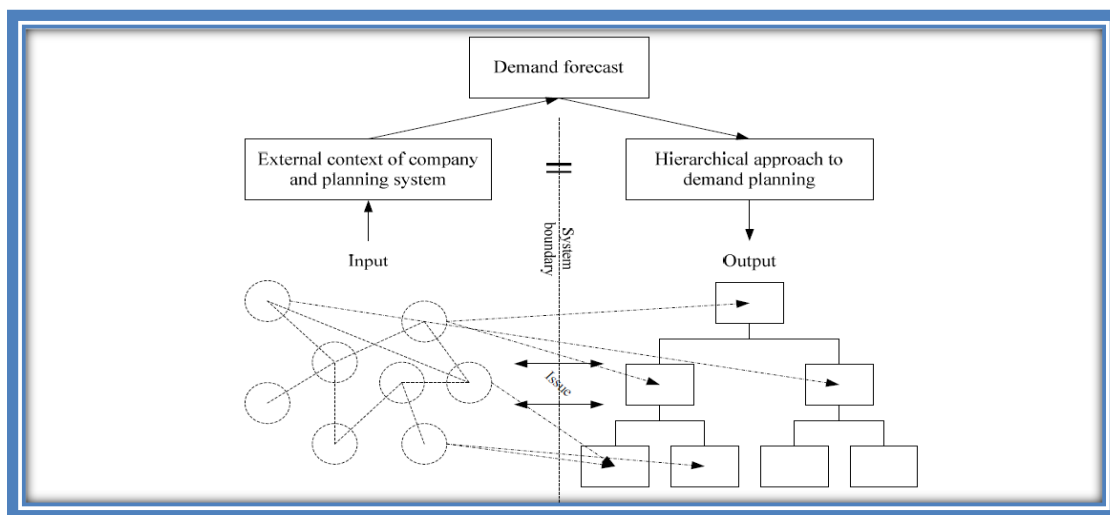 Demand forecast
External context of company
and planning system
Hierarchical approach to
demand planning
System
boundary
Input
Output
Issue